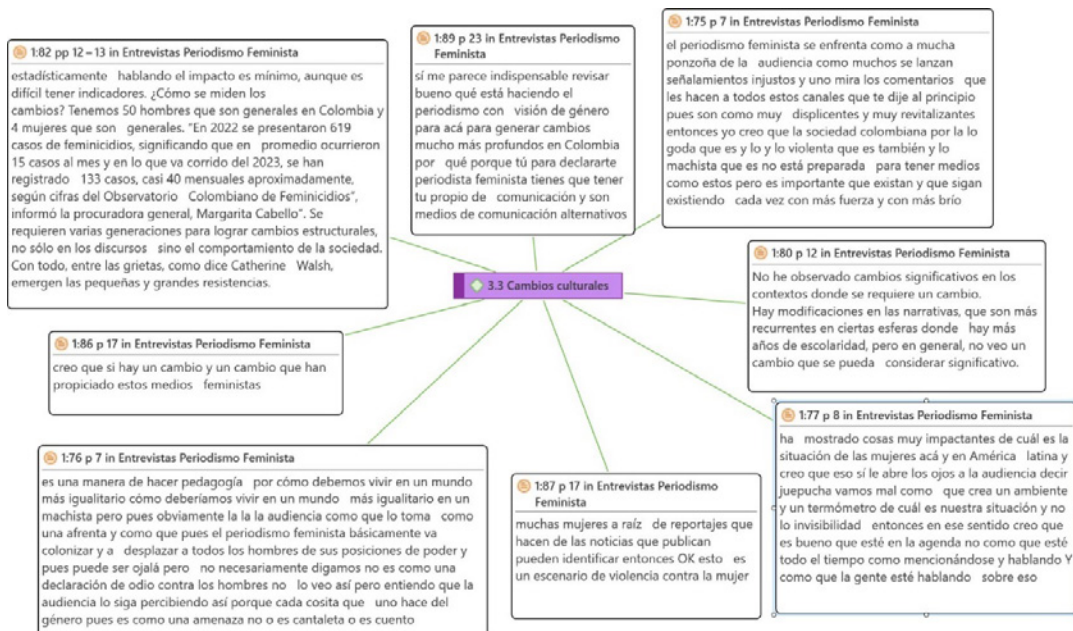 1:82 pp 12 – 13 in Entrevistas Periodismo Feminista
estadísticamente hablando el impacto es mínimo, aunque es
difícil tener indicadores. ¿Cómo se miden los
cambios? Tenemos 50 hombres que son generales en Colombia y
4 mujeres que son generales. "En 2022 se presentaron 619
casos de feminicidios, significando que en promedio ocurrieron
15 casos al mes y en lo que va corrido del 2023, se han
registrado 133 casos, casi 40 mensuales aproximadamente,
según cifras del Observatorio Colombiano de Feminicidios",
informó la procuradora general, Margarita Cabello". Se
requieren varias generaciones para lograr cambios estructurales,
no sólo en los discursos sino el comportamiento de la sociedad.
Con todo, entre las grietas, como dice Catherine Walsh,
emergen las pequeñas y grandes resistencias.
1:89 p 23 in Entrevistas Periodismo
Feminista
sí me parece indispensable revisar
bueno qué está haciendo el
periodismo con visión de género
para acá para generar cambios
mucho más profundos en Colombia
por qué porque tú para declararte
periodista feminista tienes que tener
tu propio de comunicación y son
medios de comunicación alternativos
1:75 p 7 in Entrevistas Periodismo Feminista
el periodismo feminista se enfrenta como a mucha
ponzoña de la audiencia como muchos se lanzan
señalamientos injustos y uno mira los comentarios que
les hacen a todos estos canales que te dije al principio
pues son como muy displicentes y muy revitalizantes
entonces yo creo que la sociedad colombiana por la lo
goda que es y lo y lo violenta que es también y lo
machista que es no está preparada para tener medios
como estos pero es importante que existan y que sigan
existiendo cada vez con más fuerza y con más brío
3.3 Cambios culturales
1:80 p 12 in Entrevistas Periodismo Feminista
No he observado cambios significativos en los
contextos donde se requiere un cambio.
Hay modificaciones en las narrativas, que son más
recurrentes en ciertas esferas donde hay más
años de escolaridad, pero en general, no veo un
cambio que se pueda considerar significativo.
1:86 p 17 in Entrevistas Periodismo Feminista
creo que si hay un cambio y un cambio que han
propiciado estos medios feministas
1:77 p 8 in Entrevistas Periodismo Feminista
ha mostrado cosas muy impactantes de cuál es la
situación de las mujeres acá y en América latina y
creo que eso sí le abre los ojos a la audiencia decir
juepucha vamos mal como que crea un ambiente
y un termómetro de cuál es nuestra situación y no
lo invisibilidad entonces en ese sentido creo que
es bueno que esté en la agenda no como que esté
todo el tiempo como mencionándose y hablando Y
como que la gente esté hablando sobre eso
1:76 p 7 in Entrevistas Periodismo Feminista
es una manera de hacer pedagogía por cómo debemos vivir en un mundo
más igualitario cómo deberíamos vivir en un mundo más igualitario en un
machista pero pues obviamente la la la audiencia como que lo toma como
una afrenta y como que pues el periodismo feminista básicamente va
colonizar y a desplazar a todos los hombres de sus posiciones de poder y
pues puede ser ojalá pero no necesariamente digamos no es como una
declaración de odio contra los hombres no lo veo así pero entiendo que la
audiencia lo siga percibiendo así porque cada cosita que uno hace del
género pues es como una amenaza no o es cantaleta o es cuento
1:87 p 17 in Entrevistas Periodismo
Feminista
muchas mujeres a raíz de reportajes que
hacen de las noticias que publican
pueden identificar entonces OK esto es
un escenario de violencia contra la mujer